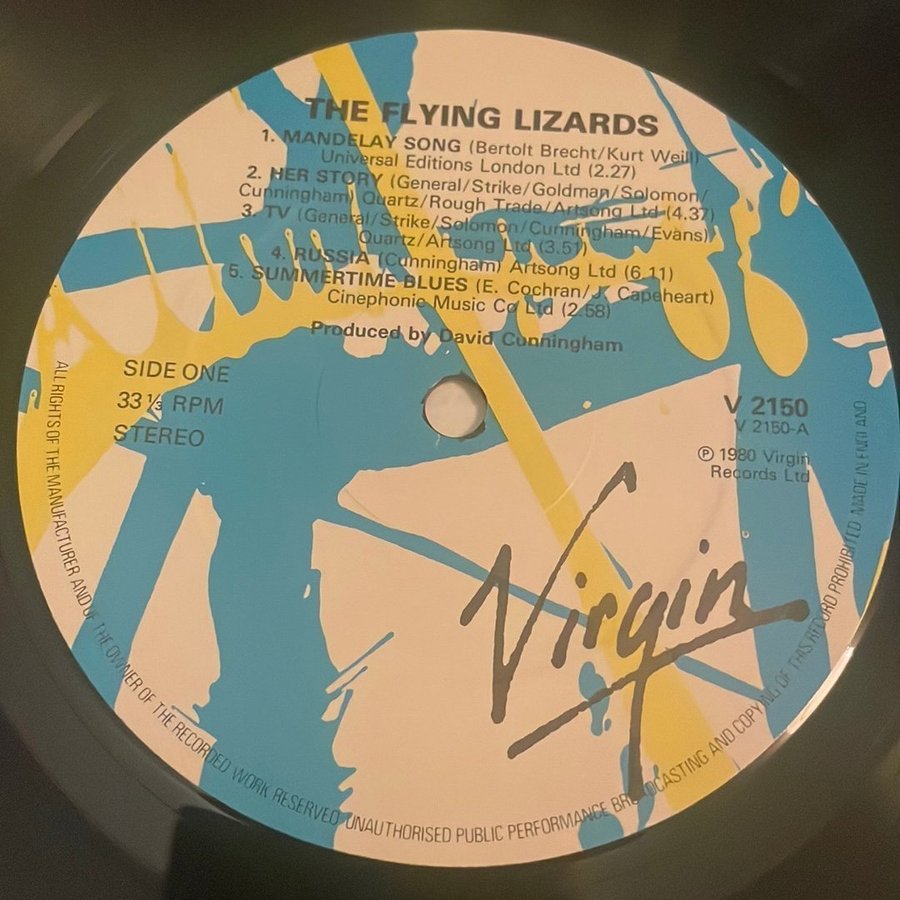 THE FLYING LIZARDS
1. MANDELAY SONG (Bertolt Brecht/Kurt Weill)
Universal Editions London Ltd (2.27)
2. HER STORY (General/Strike/Goldman/Solomon/
Cunningham) Quartz/Rough Trade/Artsong Ltd (4.37)
3. TV (General/Strike/Solomon/Cunningham/Evans)
Quartz/Artsong Ltd (3.51)
4. RUSSIA (Cunningham) Artsong Ltd (6.11)
5. SUMMERTIME BLUES (E. Cochran/J. Capeheart)
Cinephonic Music Co Ltd (2.58)
Produced by David Cunningham
SIDE ONE
33 1/3 RPM
STEREO
V 2150
V 2150-A
℗ 1980 Virgin
Records Ltd
Virgin
ALL RIGHTS OF THE MANUFACTURER AND OF THE OWNER OF THE RECORDED WORK RESERVED UNAUTHORISED PUBLIC PERFORMANCE BROADCASTING AND COPYING OF THIS RECORD PROHIBITED MADE IN ENGLAND